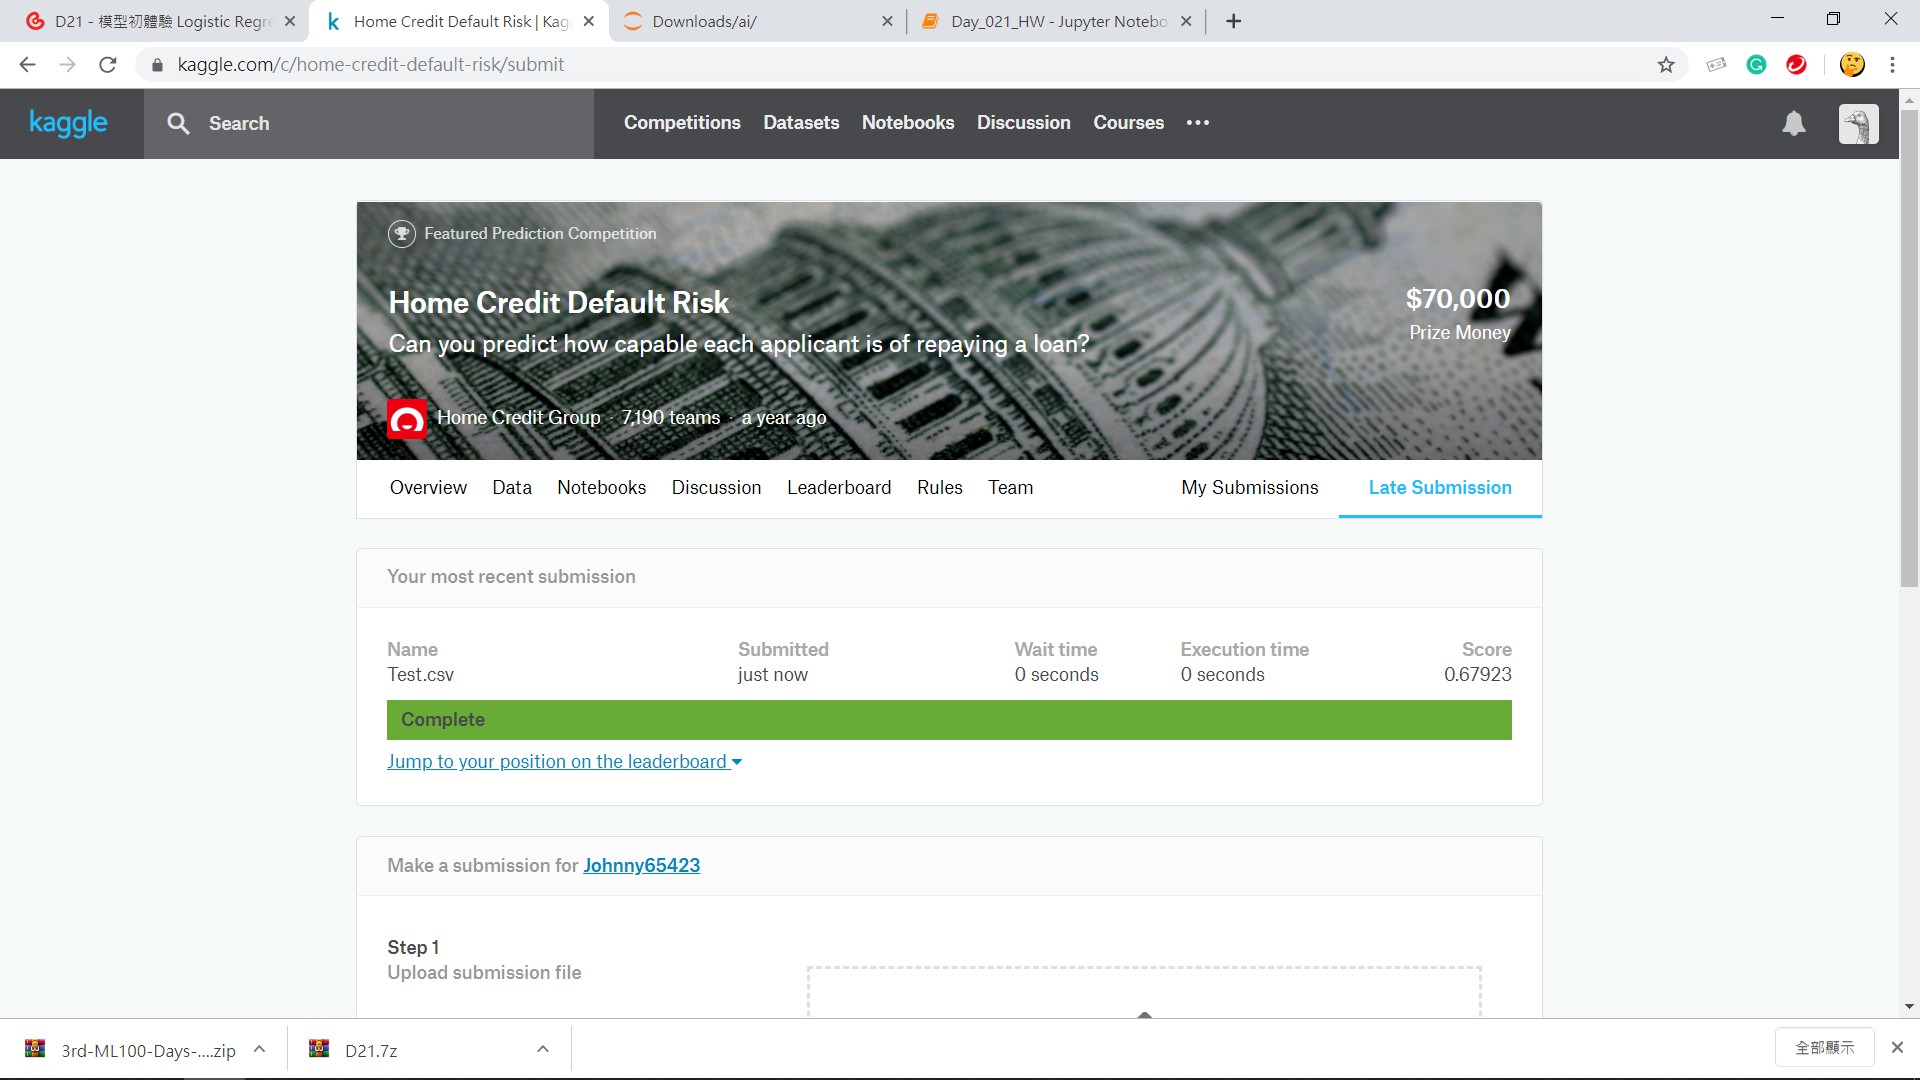 D21 - 模型初體驗 Logistic Regre
Home Credit Default Risk | Kag
Downloads/ai/
Day_021_HW - Jupyter Notebo
kaggle.com/c/home-credit-default-risk/submit
kaggle
Search
Competitions Datasets Notebooks Discussion Courses
Featured Prediction Competition
Home Credit Default Risk
Can you predict how capable each applicant is of repaying a loan?
$70,000
Prize Money
Home Credit Group · 7,190 teams · a year ago
Overview Data Notebooks Discussion Leaderboard Rules Team My Submissions Late Submission
Your most recent submission
Name Submitted Wait time Execution time Score
Test.csv just now 0 seconds 0 seconds 0.67923
Complete
Jump to your position on the leaderboard
Make a submission for Johnny65423
Step 1
Upload submission file
3rd-ML100-Days-....zip
D21.7z
全部顯示